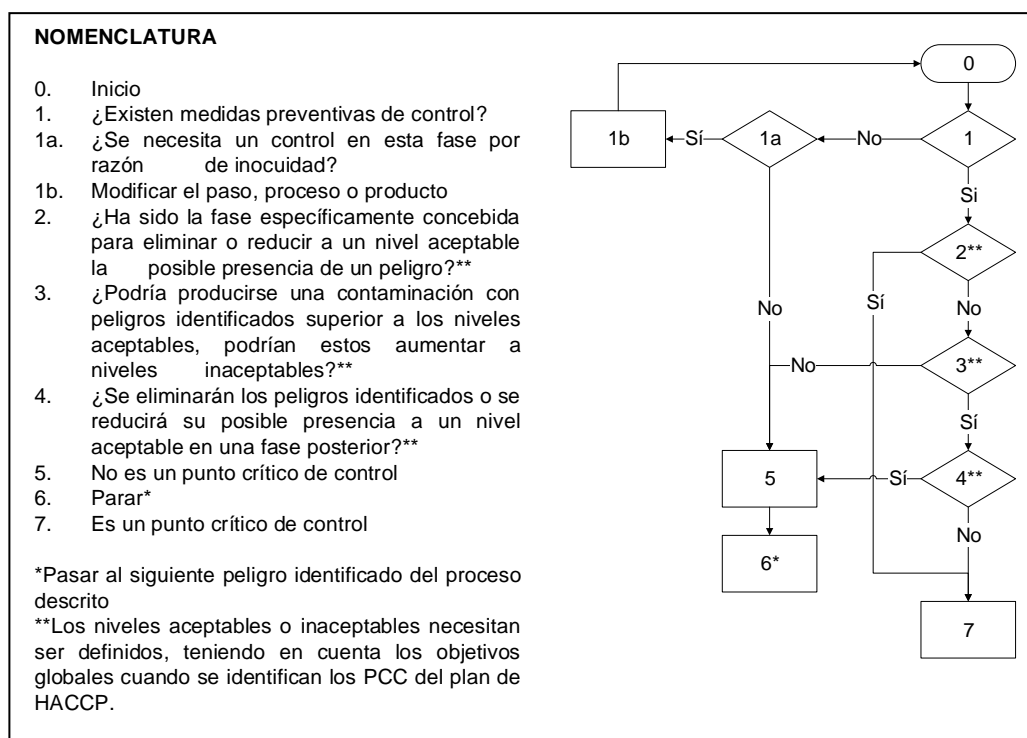 NOMENCLATURA
0. Inicio
1. ¿Existen medidas preventivas de control?
1a. ¿Se necesita un control en esta fase por
razón de inocuidad?
1b. Modificar el paso, proceso o producto
2. ¿Ha sido la fase específicamente concebida
para eliminar o reducir a un nivel aceptable
la posible presencia de un peligro?**
3. ¿Podría producirse una contaminación con
peligros identificados superior a los niveles
aceptables, podrían estos aumentar a
niveles inaceptables?**
4. ¿Se eliminarán los peligros identificados o se
reducirá su posible presencia a un nivel
aceptable en una fase posterior?**
5. No es un punto crítico de control
6. Parar*
7. Es un punto crítico de control
*Pasar al siguiente peligro identificado del proceso
descrito
**Los niveles aceptables o inaceptables necesitan
ser definidos, teniendo en cuenta los objetivos
globales cuando se identifican los PCC del plan de
HACCP.
0
1b Sí 1a No 1
Si
2**
Sí No
No
No 3**
Sí
5 Sí 4**
No
6*
7